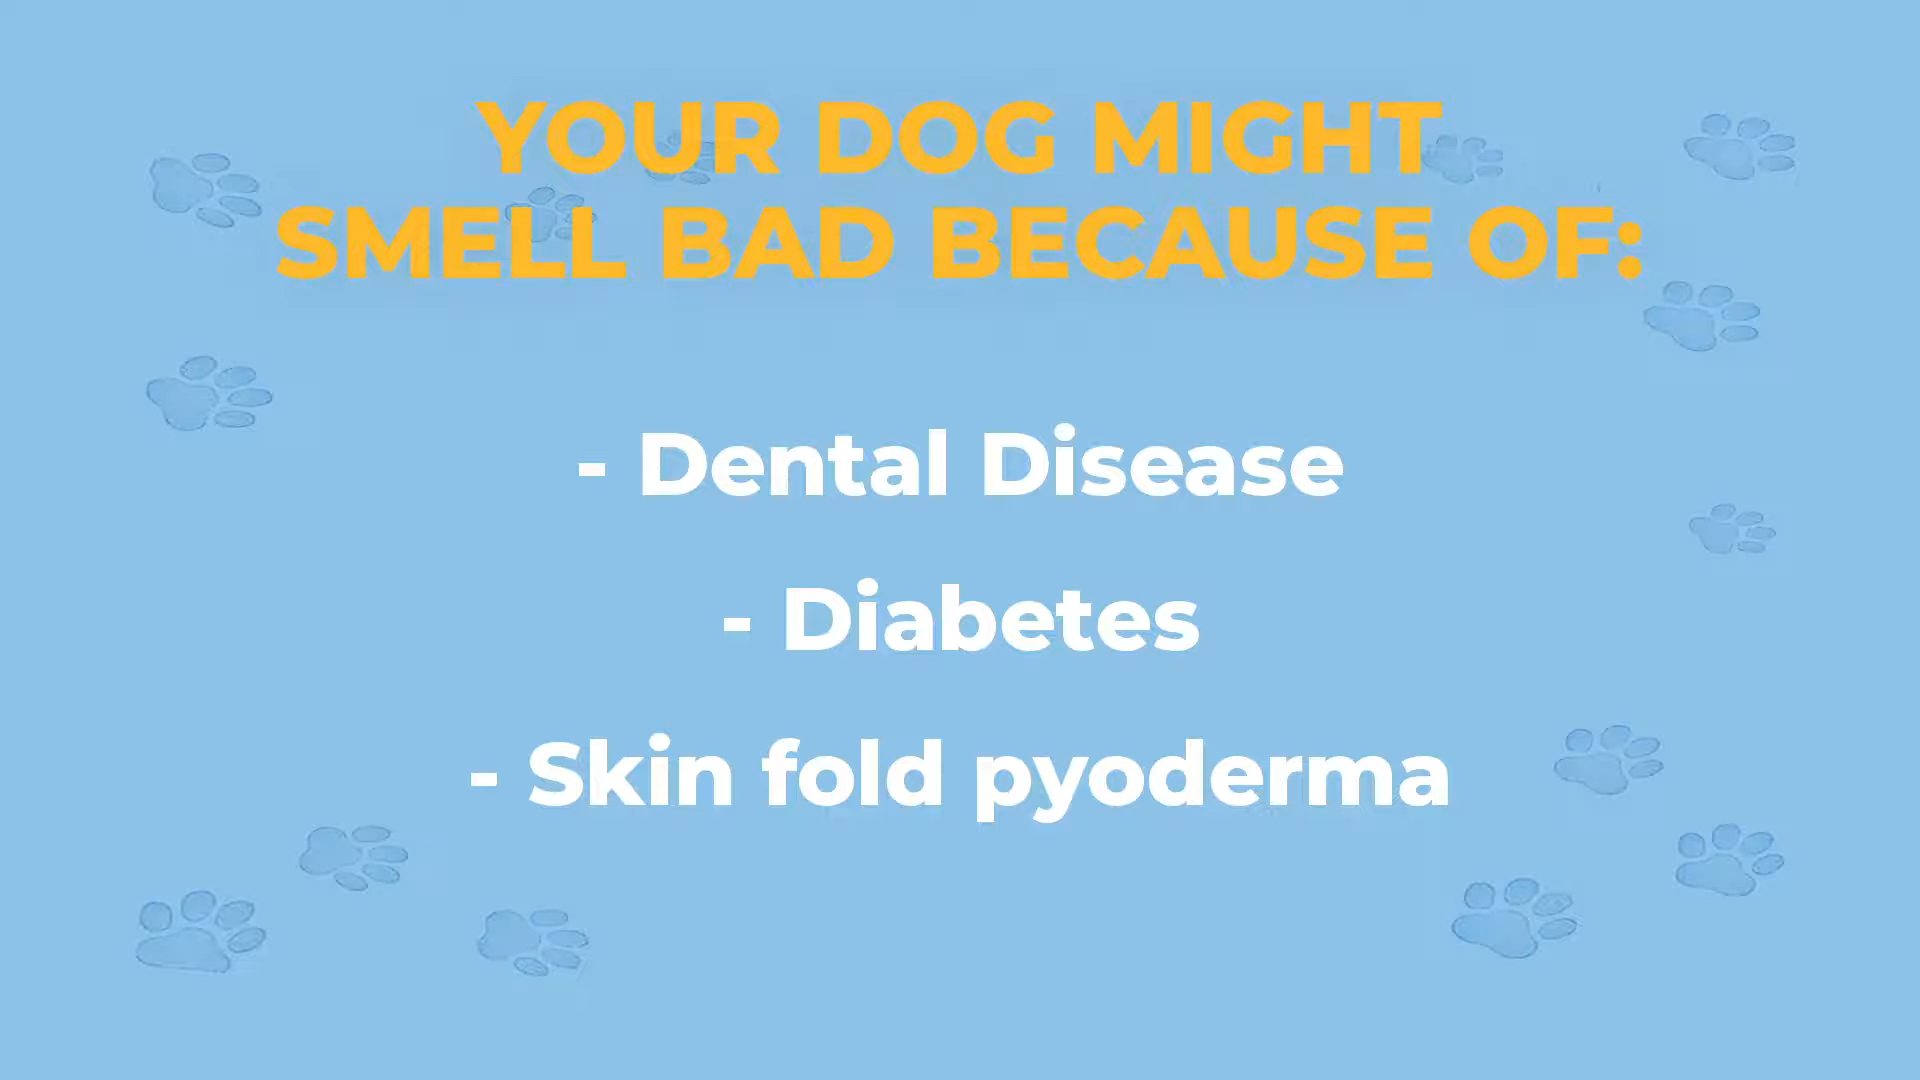 YOUR DOG MIGHT
SMELL BAD BECAUSE OF:
- Dental Disease
- Diabetes
- Skin fold pyoderma